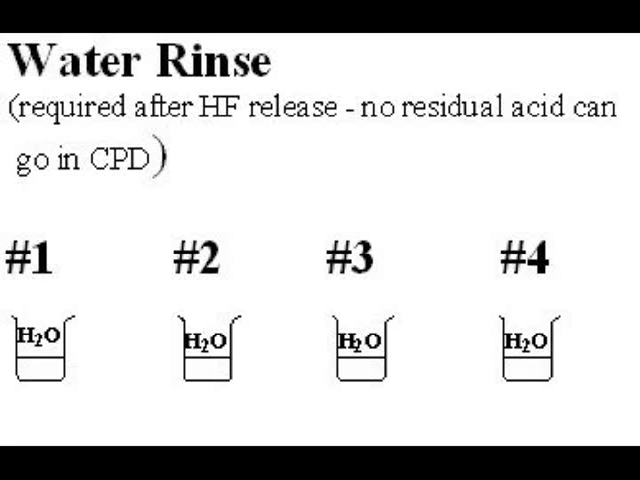 Water Rinse
(required after HF release - no residual acid can
go in CPD)
#1 #2 #3 #4
H₂O H₂O H₂O H₂O